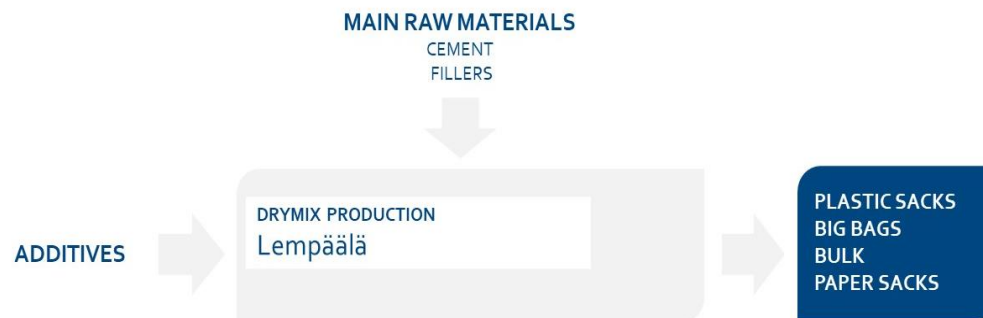 MAIN RAW MATERIALS
CEMENT
FILLERS
ADDITIVES
DRYMIX PRODUCTION
Lempäälä
PLASTIC SACKS
BIG BAGS
BULK
PAPER SACKS